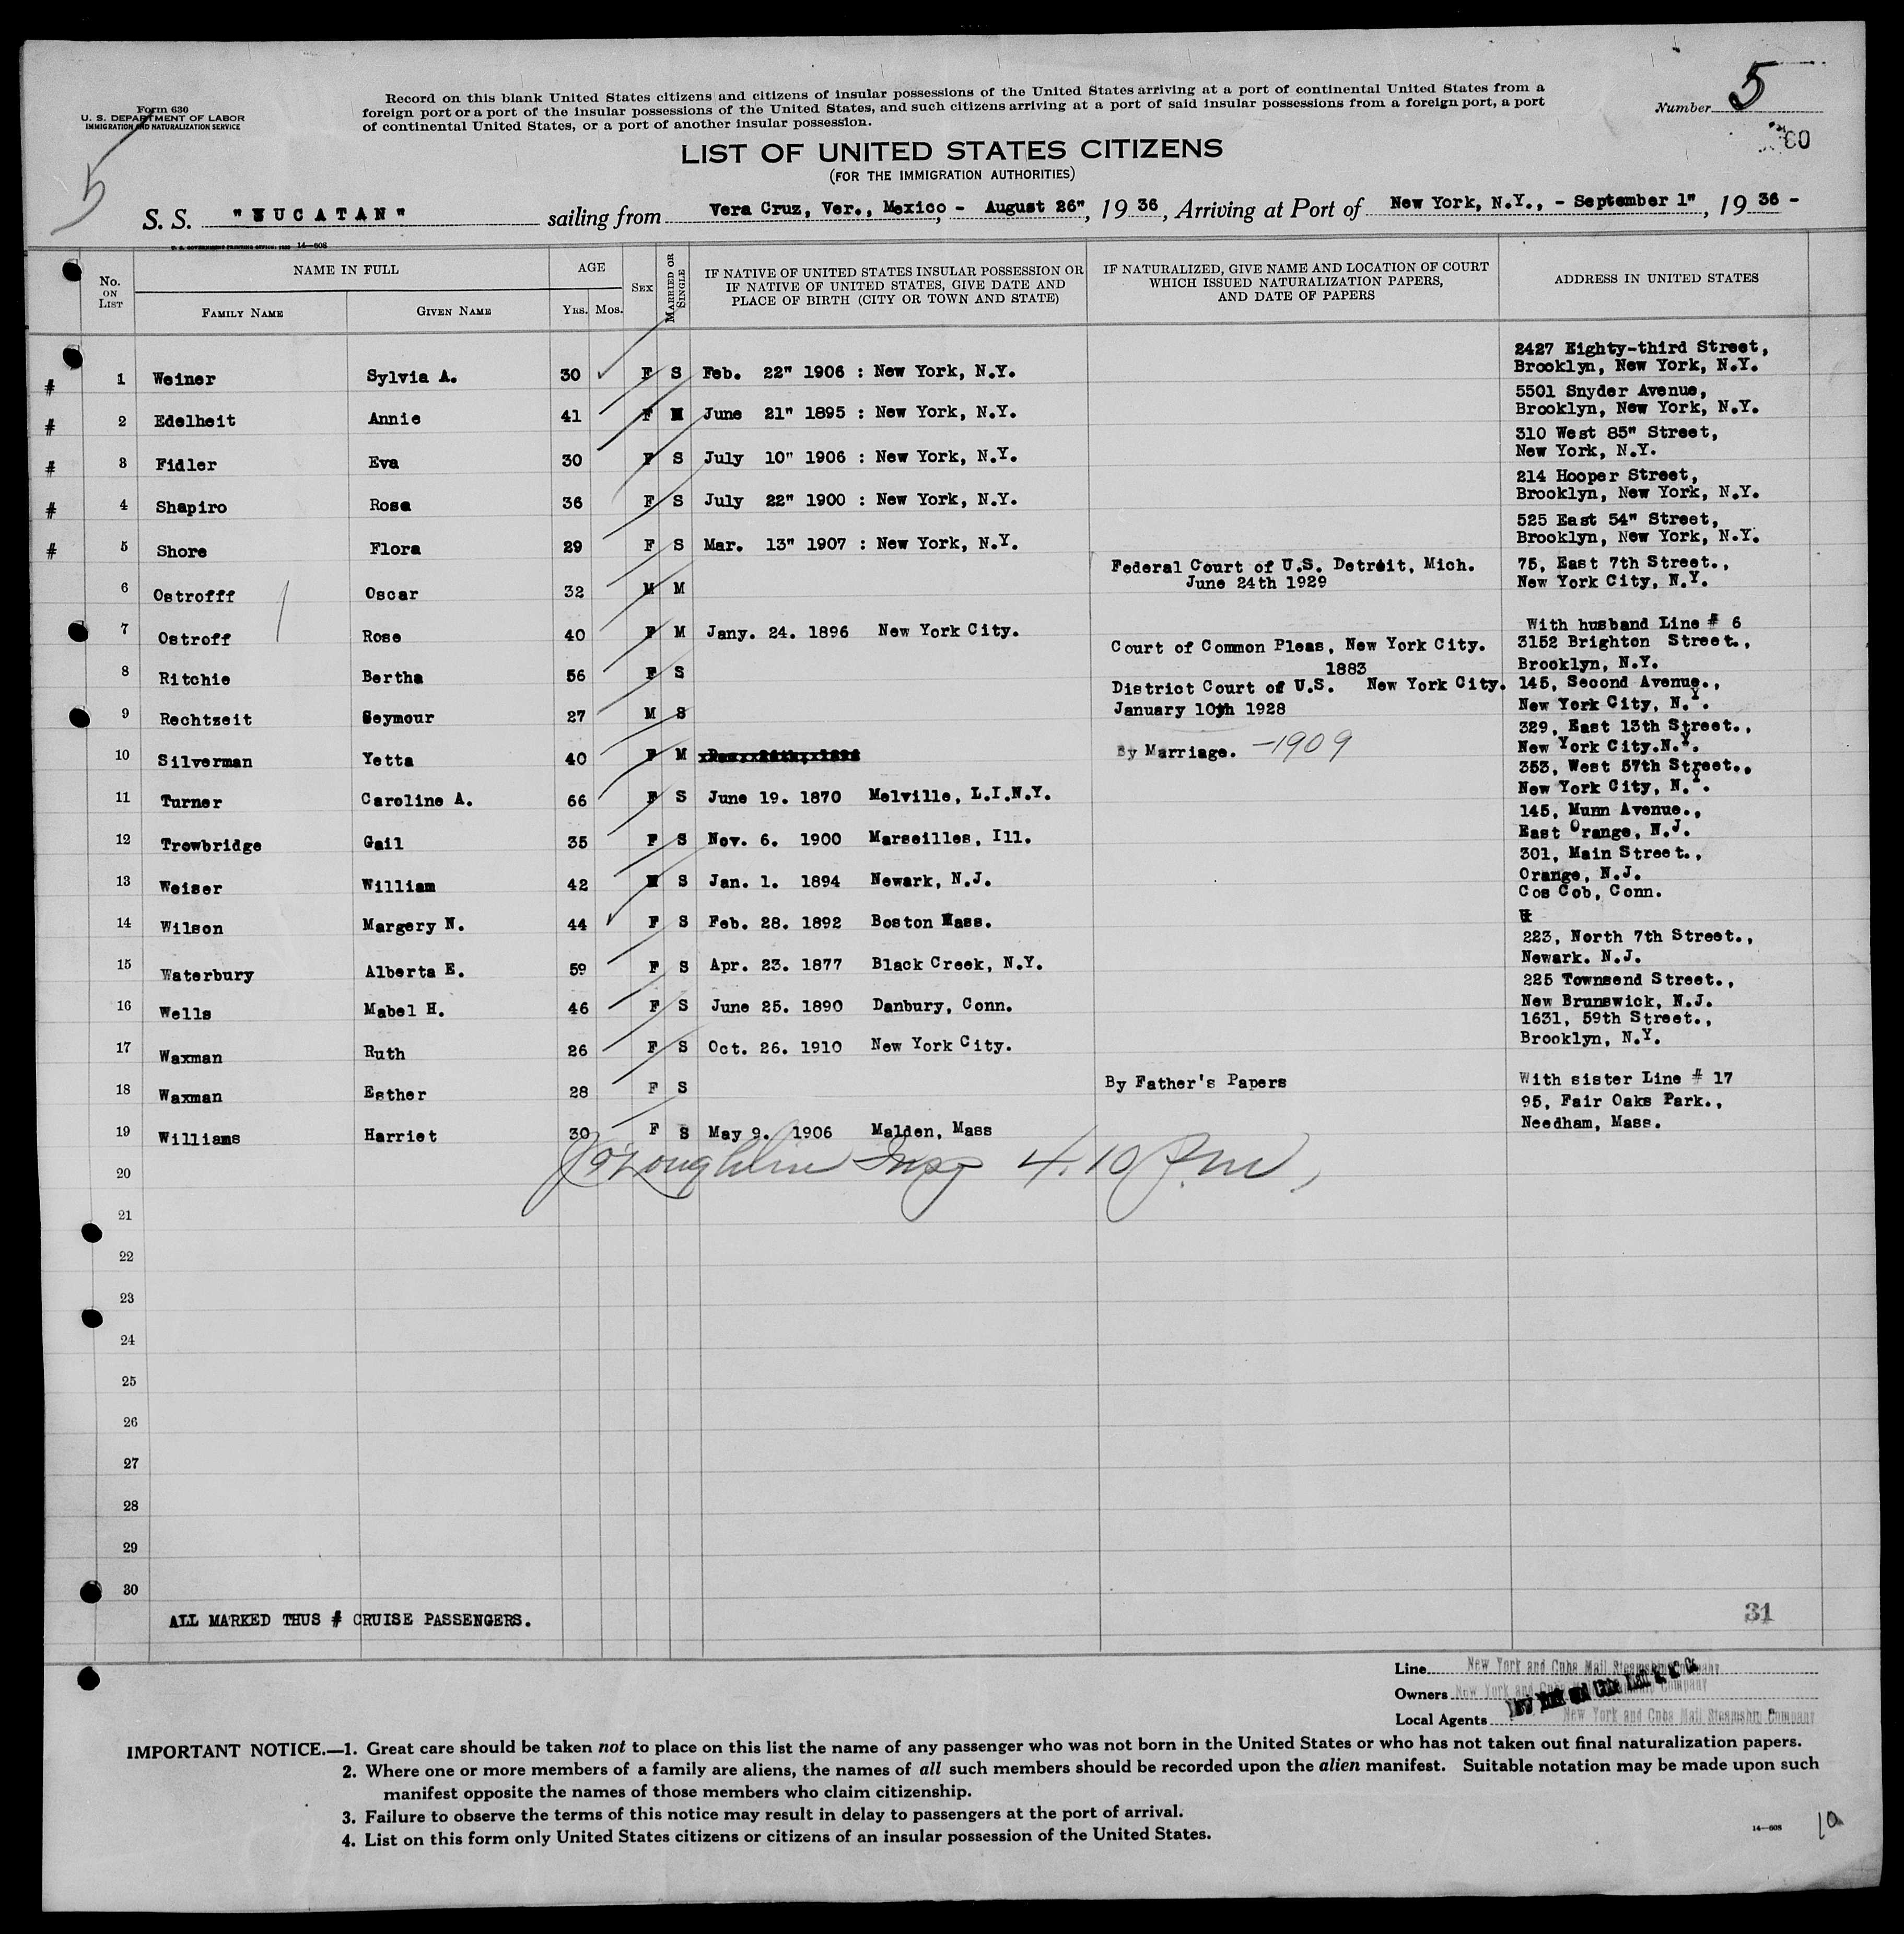 Form 630
U. S. DEPARTMENT OF LABOR
IMMIGRATION AND NATURALIZATION SERVICE
Record on this blank United States citizens and citizens of insular possessions of the United States arriving at a port of continental United States from a
foreign port or a port of the insular possessions of the United States, and such citizens arriving at a port of said insular possessions from a foreign port, a port
of continental United States, or a port of another insular possession.
Number 5
5
LIST OF UNITED STATES CITIZENS
(FOR THE IMMIGRATION AUTHORITIES)
S. S. "YUCATAN" sailing from Vera Cruz, Ver., Mexico - August 26", 1936, Arriving at Port of New York, N.Y., - September 1", 1936 -
14—608
No. ON LIST NAME IN FULL AGE SEX MARRIED OR SINGLE IF NATIVE OF UNITED STATES INSULAR POSSESSION OR IF NATIVE OF UNITED STATES, GIVE DATE AND PLACE OF BIRTH (CITY OR TOWN AND STATE) IF NATURALIZED, GIVE NAME AND LOCATION OF COURT WHICH ISSUED NATURALIZATION PAPERS, AND DATE OF PAPERS ADDRESS IN UNITED STATES
FAMILY NAME GIVEN NAME YRS. MOS.
# 1 Weiner Sylvia A. 30 F S Feb. 22" 1906 : New York, N.Y. 2427 Eighty-third Street, Brooklyn, New York, N.Y.
# 2 Edelheit Annie 41 F M June 21" 1895 : New York, N.Y. 5501 Snyder Avenue, Brooklyn, New York, N.Y.
# 3 Fidler Eva 30 F S July 10" 1906 : New York, N.Y. 310 West 85" Street, New York, N.Y.
# 4 Shapiro Rose 36 F S July 22" 1900 : New York, N.Y. 214 Hooper Street, Brooklyn, New York, N.Y.
# 5 Shore Flora 29 F S Mar. 13" 1907 : New York, N.Y. 525 East 54" Street, Brooklyn, New York, N.Y.
6 Ostrofff Oscar 32 M M Federal Court of U.S. Detroit, Mich. June 24th 1929 75, East 7th Street., New York City, N.Y.
7 Ostroff Rose 40 F M Jany. 24. 1896 New York City. With husband Line # 6
8 Ritchie Bertha 56 F S Court of Common Pleas, New York City. 1883 3152 Brighton Street., Brooklyn, N.Y.
9 Rechtzeit Seymour 27 M S District Court of U.S. New York City. January 10th 1928 145, Second Avenue., New York City, N.Y.
10 Silverman Yetta 40 F M By Marriage. -1909 329, East 13th Street., New York City.N.Y.
11 Turner Caroline A. 66 F S June 19. 1870 Melville, L.I.N.Y. 353, West 57th Street., New York City, N.Y.
12 Trowbridge Gail 35 F S Nov. 6. 1900 Marseilles, Ill. 145, Munn Avenue., East Orange, N.J.
13 Weiser William 42 M S Jan. 1. 1894 Newark, N.J. 301, Main Street., Orange, N.J.
14 Wilson Margery N. 44 F S Feb. 28. 1892 Boston Mass. Cos Cob, Conn.
15 Waterbury Alberta E. 59 F S Apr. 23. 1877 Black Creek, N.Y. 223, North 7th Street., Newark. N.J.
16 Wells Mabel H. 46 F S June 25. 1890 Danbury, Conn. 225 Townsend Street., New Brunswick, N.J.
17 Waxman Ruth 26 F S Oct. 26. 1910 New York City. 1631, 59th Street., Brooklyn, N.Y.
18 Waxman Esther 28 F S By Father's Papers With sister Line # 17
19 Williams Harriet 30 F S May 9. 1906 Malden, Mass 95, Fair Oaks Park., Needham, Mass.
O'Loughlin Insp 4.10 P.M.
20
21
22
23
24
25
26
27
28
29
30
ALL MARKED THUS # CRUISE PASSENGERS.
31
Line New York and Cuba Mail Steamship Company
Owners New York and Cuba Mail Steamship Company
Local Agents New York and Cuba Mail Steamship Company
IMPORTANT NOTICE.—1. Great care should be taken not to place on this list the name of any passenger who was not born in the United States or who has not taken out final naturalization papers.
2. Where one or more members of a family are aliens, the names of all such members should be recorded upon the alien manifest. Suitable notation may be made upon such
manifest opposite the names of those members who claim citizenship.
3. Failure to observe the terms of this notice may result in delay to passengers at the port of arrival.
4. List on this form only United States citizens or citizens of an insular possession of the United States.
14—608